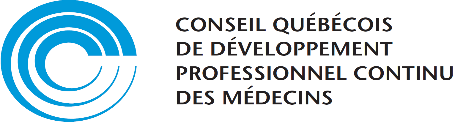 CONSEIL QUÉBÉCOIS
DE DÉVELOPPEMENT
PROFESSIONNEL CONTINU
DES MÉDECINS